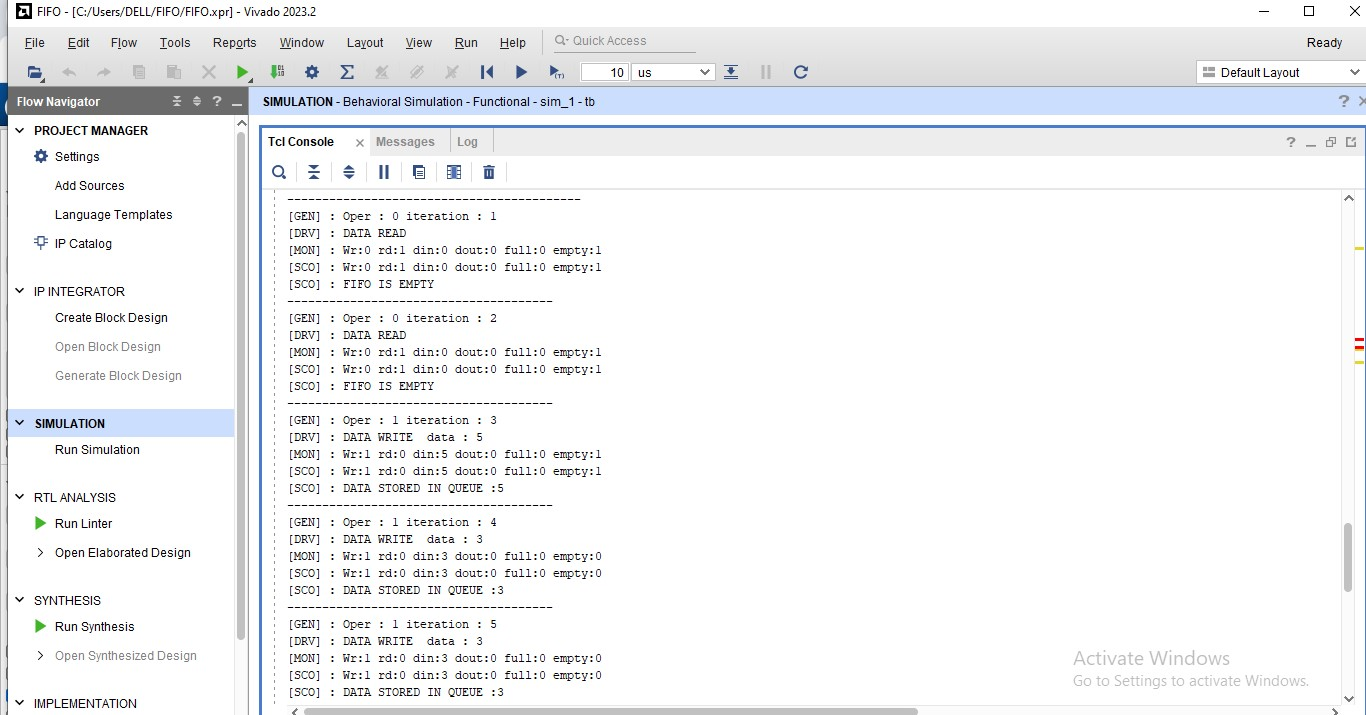 FIFO - [C:/Users/DELL/FIFO/FIFO.xpr] - Vivado 2023.2
File Edit Flow Tools Reports Window Layout View Run Help Quick Access Ready
10 us Default Layout
Flow Navigator
SIMULATION - Behavioral Simulation - Functional - sim_1 - tb
PROJECT MANAGER
Settings
Add Sources
Language Templates
IP Catalog
IP INTEGRATOR
Create Block Design
Open Block Design
Generate Block Design
SIMULATION
Run Simulation
RTL ANALYSIS
Run Linter
Open Elaborated Design
SYNTHESIS
Run Synthesis
Open Synthesized Design
IMPLEMENTATION
Tcl Console Messages Log
------------------------------------------
[GEN] : Oper : 0 iteration : 1
[DRV] : DATA READ
[MON] : Wr:0 rd:1 din:0 dout:0 full:0 empty:1
[SCO] : Wr:0 rd:1 din:0 dout:0 full:0 empty:1
[SCO] : FIFO IS EMPTY
--------------------------------------
[GEN] : Oper : 0 iteration : 2
[DRV] : DATA READ
[MON] : Wr:0 rd:1 din:0 dout:0 full:0 empty:1
[SCO] : Wr:0 rd:1 din:0 dout:0 full:0 empty:1
[SCO] : FIFO IS EMPTY
--------------------------------------
[GEN] : Oper : 1 iteration : 3
[DRV] : DATA WRITE  data : 5
[MON] : Wr:1 rd:0 din:5 dout:0 full:0 empty:1
[SCO] : Wr:1 rd:0 din:5 dout:0 full:0 empty:1
[SCO] : DATA STORED IN QUEUE :5
--------------------------------------
[GEN] : Oper : 1 iteration : 4
[DRV] : DATA WRITE  data : 3
[MON] : Wr:1 rd:0 din:3 dout:0 full:0 empty:0
[SCO] : Wr:1 rd:0 din:3 dout:0 full:0 empty:0
[SCO] : DATA STORED IN QUEUE :3
--------------------------------------
[GEN] : Oper : 1 iteration : 5
[DRV] : DATA WRITE  data : 3
[MON] : Wr:1 rd:0 din:3 dout:0 full:0 empty:0
[SCO] : Wr:1 rd:0 din:3 dout:0 full:0 empty:0
[SCO] : DATA STORED IN QUEUE :3
Activate Windows
Go to Settings to activate Windows.